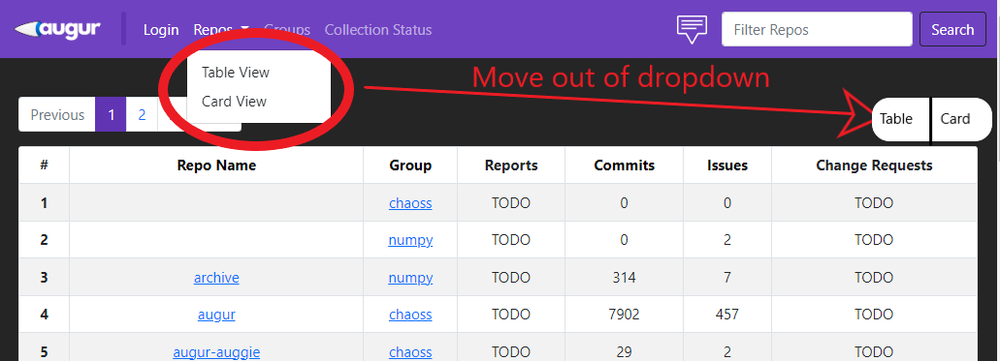 augur Login Repos Groups Collection Status Filter Repos Search
Table View
Card View
Move out of dropdown
Previous 1 2
Table Card
# Repo Name Group Reports Commits Issues Change Requests
1 chaoss TODO 0 0 TODO
2 numpy TODO 0 2 TODO
3 archive numpy TODO 314 7 TODO
4 augur chaoss TODO 7902 457 TODO
5 augur-auggie chaoss TODO 29 2 TODO